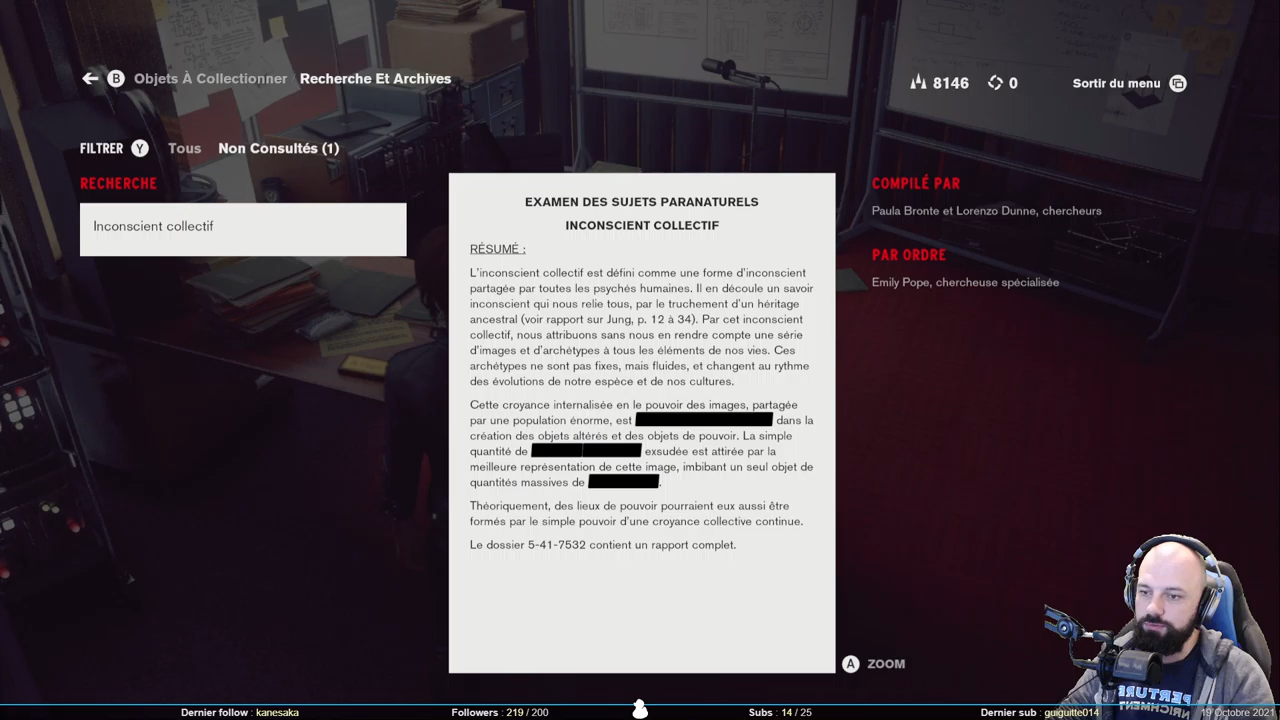 B Objets À Collectionner / Recherche Et Archives
8146
0
Sortir du menu
FILTRER Y Tous Non Consultés (1)
RECHERCHE
Inconscient collectif
EXAMEN DES SUJETS PARANATURELS
INCONSCIENT COLLECTIF
RÉSUMÉ :
L'inconscient collectif est défini comme une forme d'inconscient
partagée par toutes les psychés humaines. Il en découle un savoir
inconscient qui nous relie tous, par le truchement d'un héritage
ancestral (voir rapport sur Jung, p. 12 à 34). Par cet inconscient
collectif, nous attribuons sans nous en rendre compte une série
d'images et d'archétypes à tous les éléments de nos vies. Ces
archétypes ne sont pas fixes, mais fluides, et changent au rythme
des évolutions de notre espèce et de nos cultures.
Cette croyance internalisée en le pouvoir des images, partagée
par une population énorme, est dans la
création des objets altérés et des objets de pouvoir. La simple
quantité de exsudée est attirée par la
meilleure représentation de cette image, imbibant un seul objet de
quantités massives de .
Théoriquement, des lieux de pouvoir pourraient eux aussi être
formés par le simple pouvoir d'une croyance collective continue.
Le dossier 5-41-7532 contient un rapport complet.
COMPILÉ PAR
Paula Bronte et Lorenzo Dunne, chercheurs
PAR ORDRE
Emily Pope, chercheuse spécialisée
A ZOOM
Dernier follow : kanesaka
Followers : 219 / 200
Subs : 14 / 25
Dernier sub : guiguitte014
19 Octobre 2021